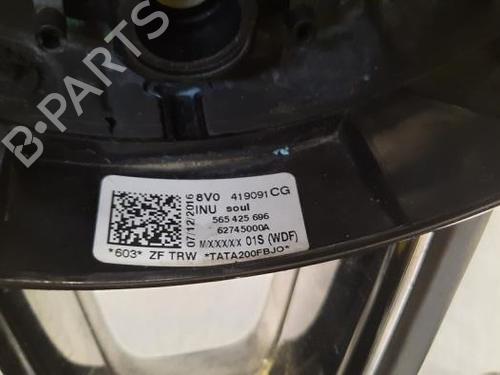 B-PARTS
07/12/2016
8V0 419091 CG
INU soul
565 425 696
62745000A
M/XXXXX 01S (WDF)
*603* ZF TRW *TATA200FBJO*